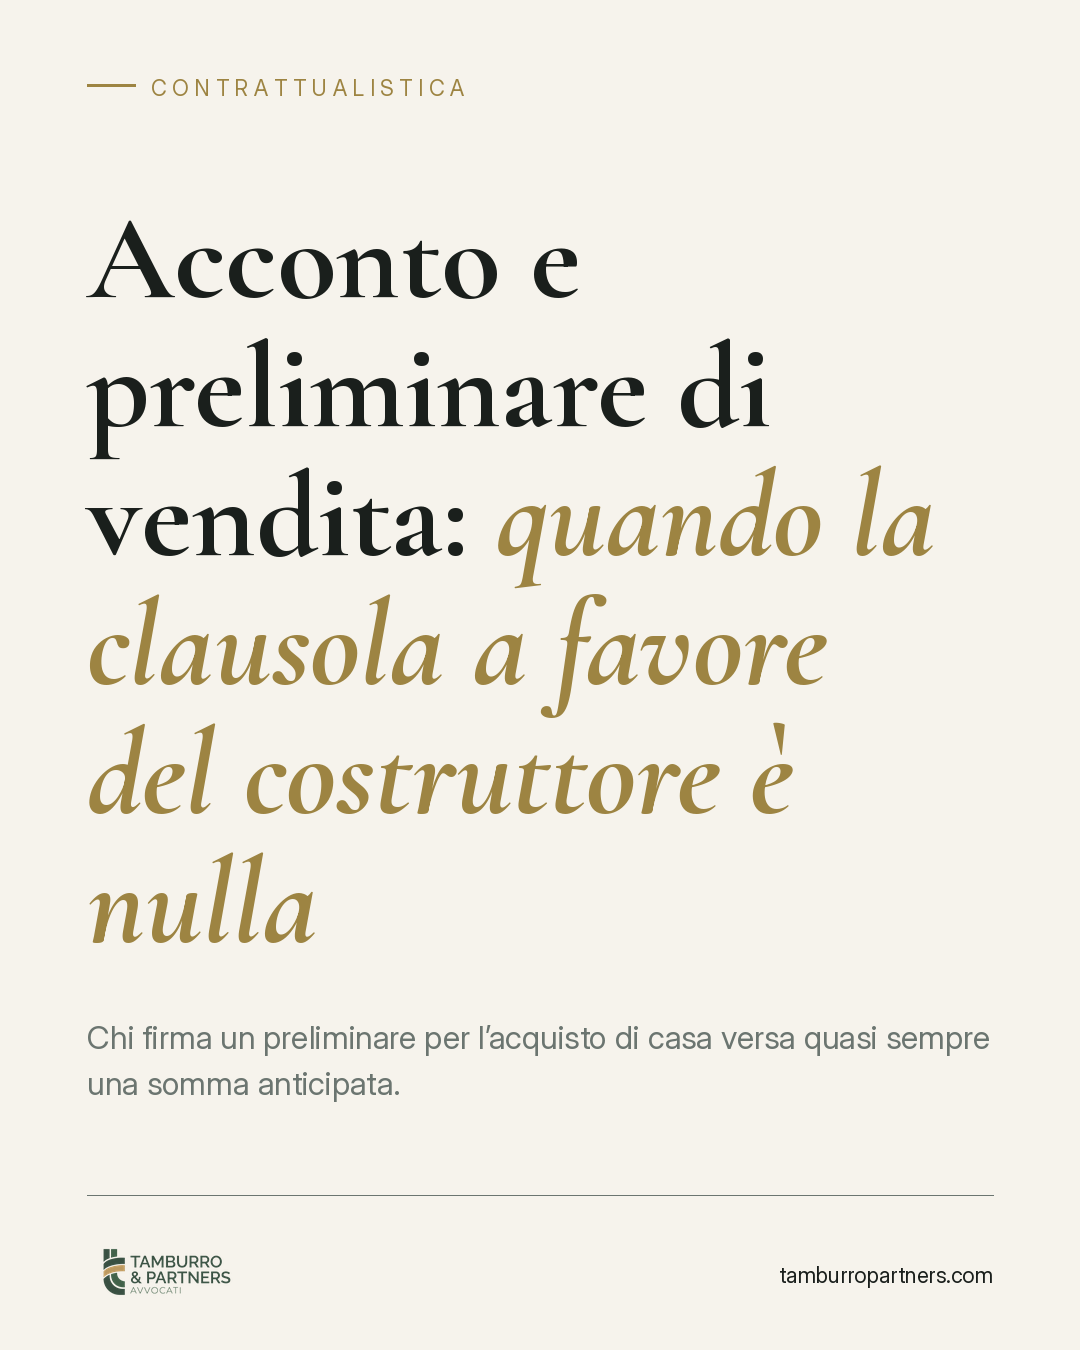 CONTRATTUALISTICA
Acconto e
preliminare di
vendita: quando la
clausola a favore
del costruttore è
nulla
Chi firma un preliminare per l’acquisto di casa versa quasi sempre
una somma anticipata.
TAMBURRO
& PARTNERS
AVVOCATI
tamburropartners.com